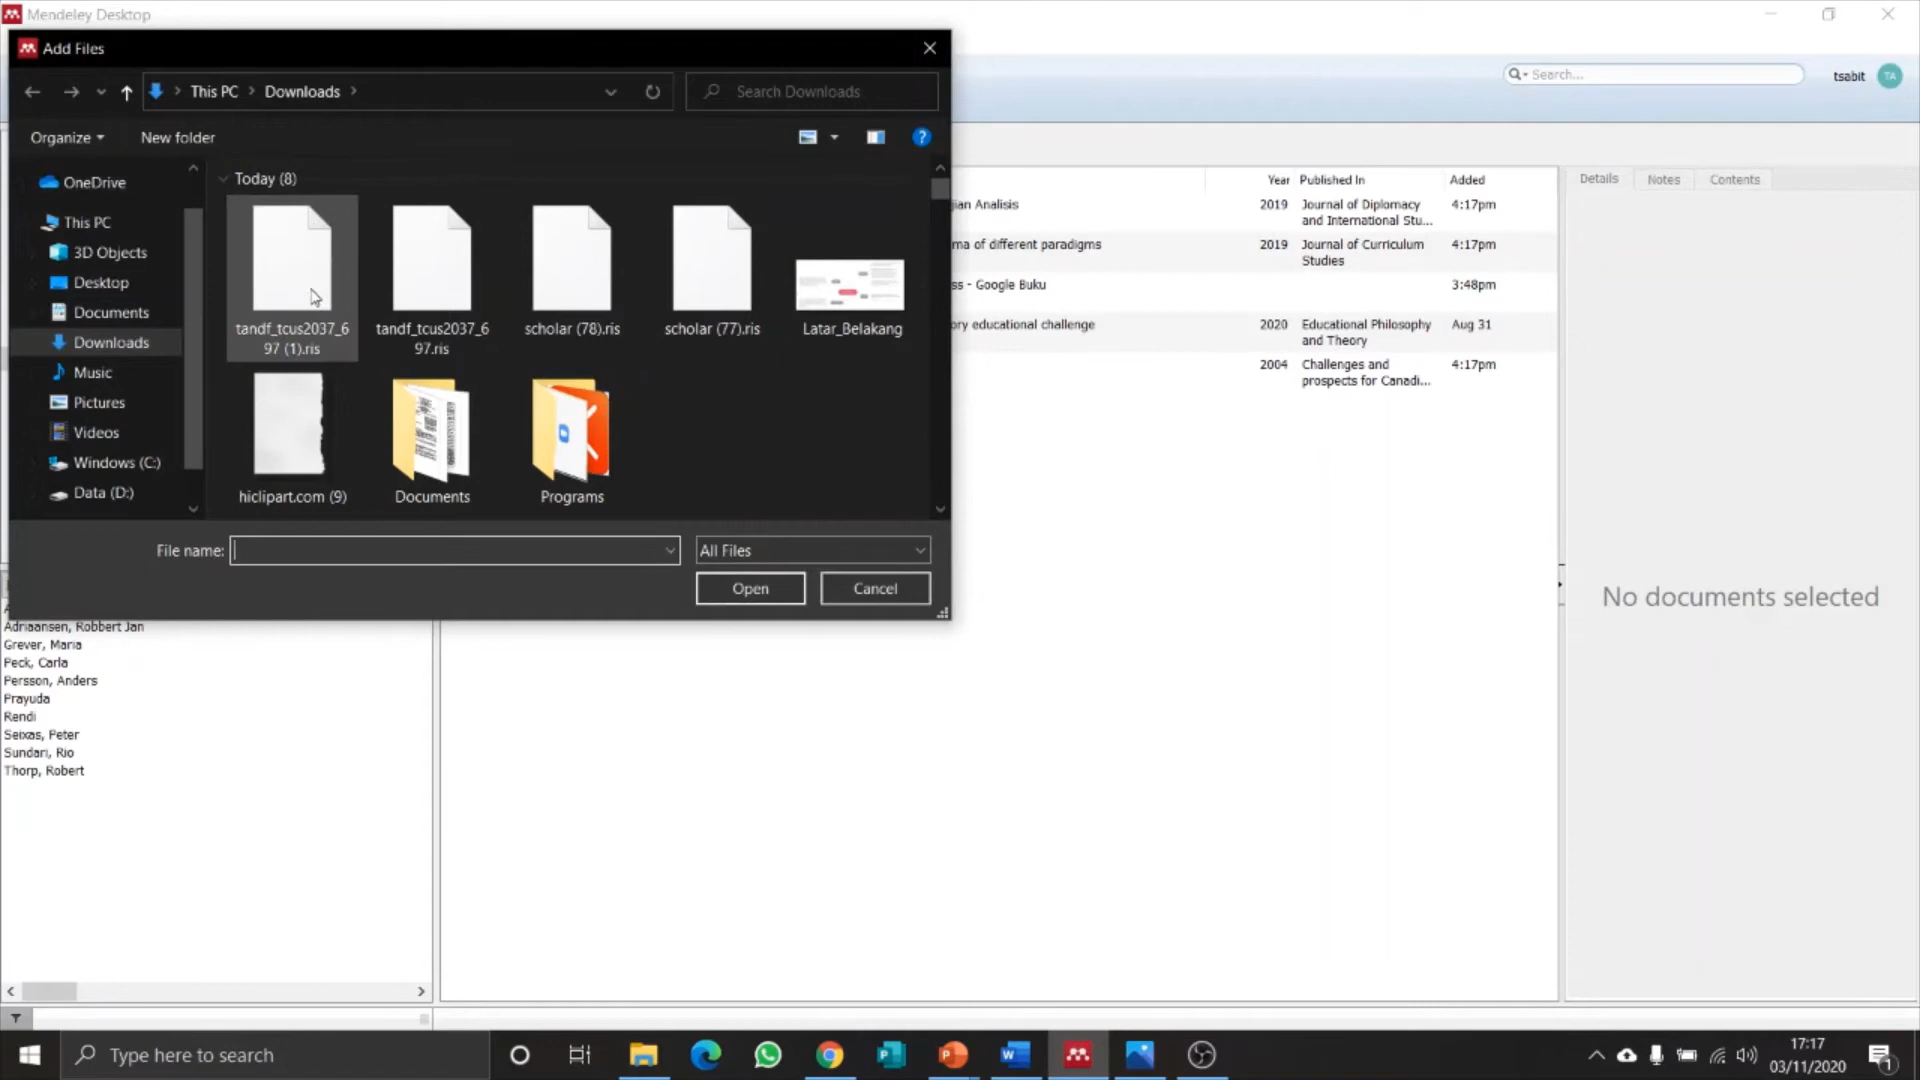 Mendeley Desktop
Add Files
This PC
Downloads
Search Downloads
Search...
tsabit
TA
Organize
New folder
?
OneDrive
This PC
3D Objects
Desktop
Documents
Downloads
Music
Pictures
Videos
Windows (C:)
Data (D:)
Today (8)
tandf_tcus2037_6
97 (1).ris
tandf_tcus2037_6
97.ris
scholar (78).ris
scholar (77).ris
Latar_Belakang
hiclipart.com (9)
Documents
Programs
File name:
All Files
Open
Cancel
Year Published In Added
jian Analisis 2019 Journal of Diplomacy 4:17pm
and International Stu...
ma of different paradigms 2019 Journal of Curriculum 4:17pm
Studies
ss - Google Buku 3:48pm
ory educational challenge 2020 Educational Philosophy Aug 31
and Theory
2004 Challenges and 4:17pm
prospects for Canadi...
Details
Notes
Contents
No documents selected
Adriaansen, Robbert Jan
Grever, Maria
Peck, Carla
Persson, Anders
Prayuda
Rendi
Seixas, Peter
Sundari, Rio
Thorp, Robert
Type here to search
17:17
03/11/2020
1